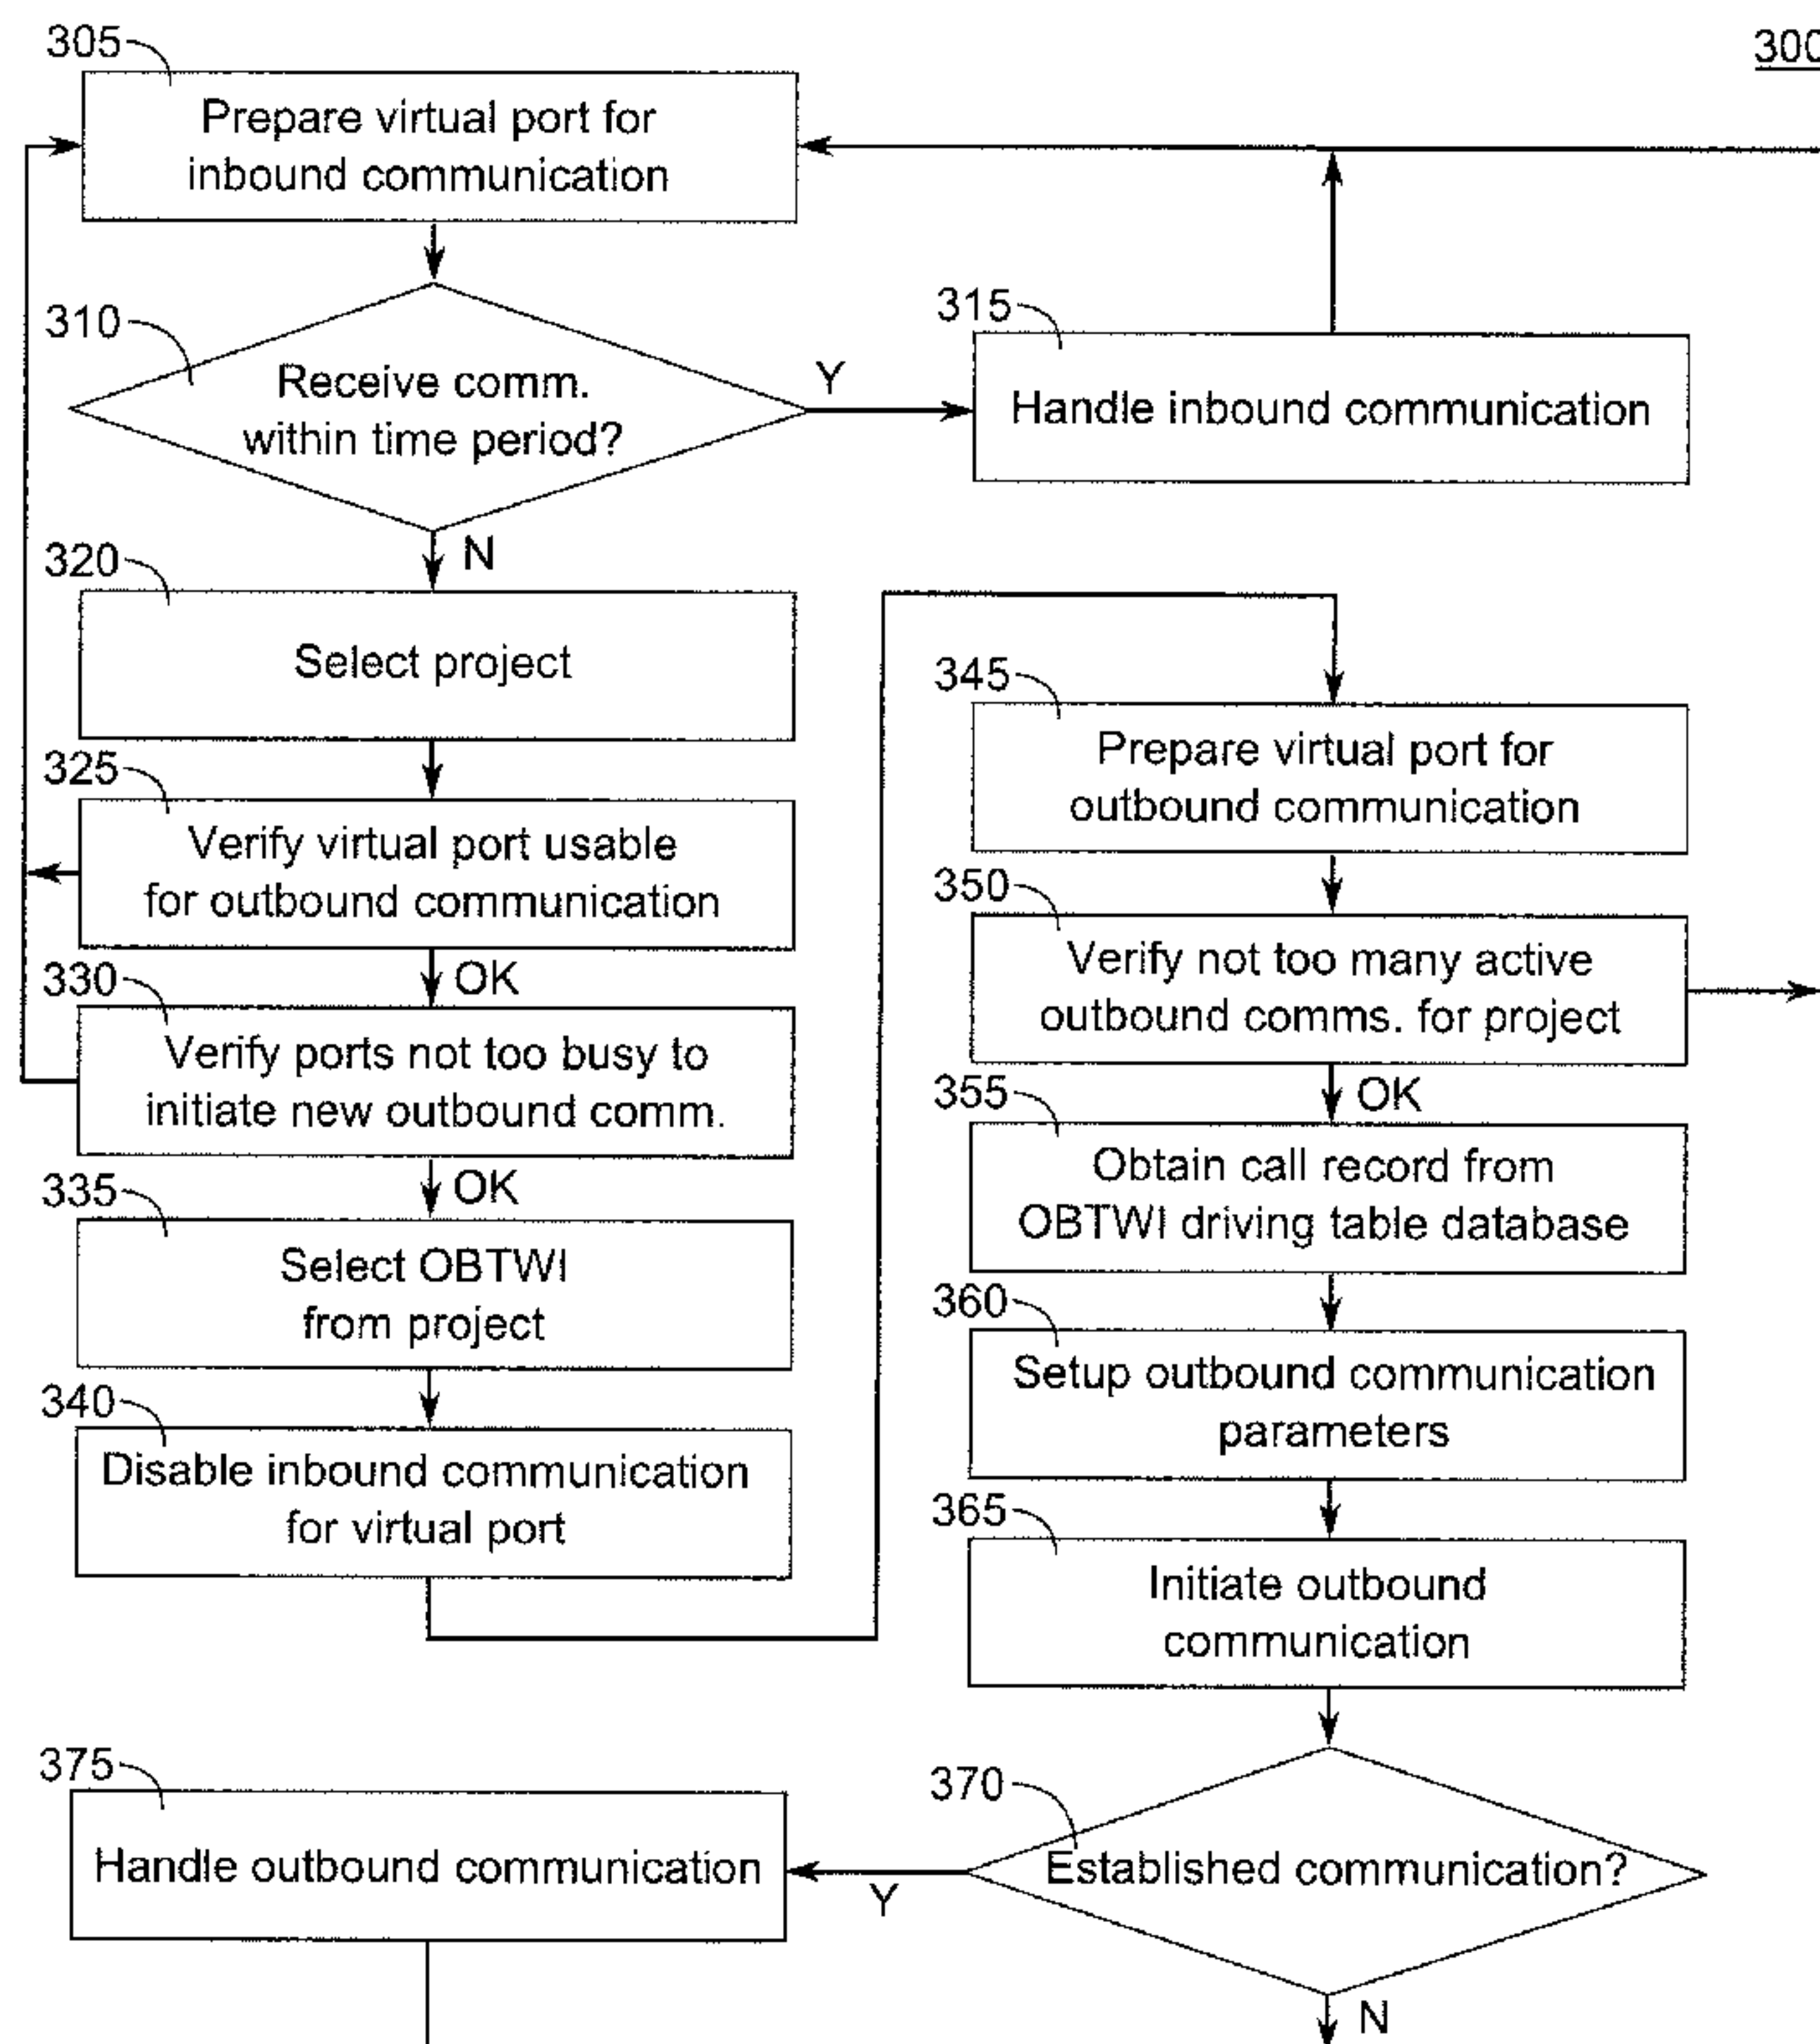 300
305
Prepare virtual port for
inbound communication
310
Receive comm.
within time period?
Y
315
Handle inbound communication
N
320
Select project
325
Verify virtual port usable
for outbound communication
OK
330
Verify ports not too busy to
initiate new outbound comm.
OK
335
Select OBTWI
from project
340
Disable inbound communication
for virtual port
345
Prepare virtual port for
outbound communication
350
Verify not too many active
outbound comms. for project
OK
355
Obtain call record from
OBTWI driving table database
360
Setup outbound communication
parameters
365
Initiate outbound
communication
370
Established communication?
Y
375
Handle outbound communication
N